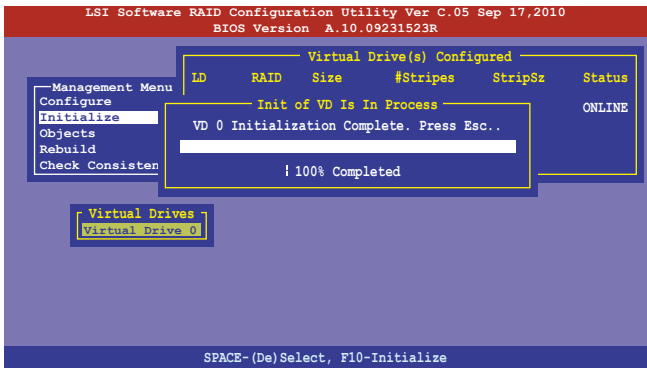 LSI Software RAID Configuration Utility Ver C.05 Sep 17,2010
BIOS Version A.10.09231523R
Virtual Drive(s) Configured
LD RAID Size #Stripes StripSz Status
ONLINE
Management Menu
Configure
Initialize
Objects
Rebuild
Check Consisten
Init of VD Is In Process
VD 0 Initialization Complete. Press Esc..
100% Completed
Virtual Drives
Virtual Drive 0
SPACE-(De)Select, F10-Initialize